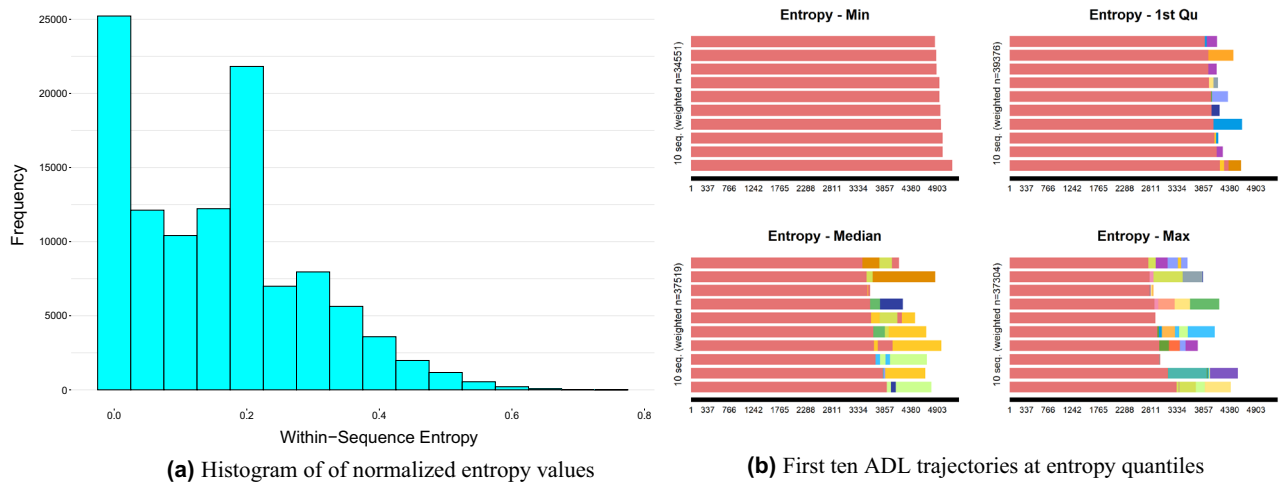 25000
20000
15000
10000
5000
0
Frequency
0.0 0.2 0.4 0.6 0.8
Within−Sequence Entropy
(a) Histogram of of normalized entropy values
Entropy - Min
10 seq. (weighted n=34551)
1 337 766 1242 1765 2288 2811 3334 3857 4380 4903
Entropy - 1st Qu
10 seq. (weighted n=39376)
1 337 766 1242 1765 2288 2811 3334 3857 4380 4903
Entropy - Median
10 seq. (weighted n=37519)
1 337 766 1242 1765 2288 2811 3334 3857 4380 4903
Entropy - Max
10 seq. (weighted n=37304)
1 337 766 1242 1765 2288 2811 3334 3857 4380 4903
(b) First ten ADL trajectories at entropy quantiles